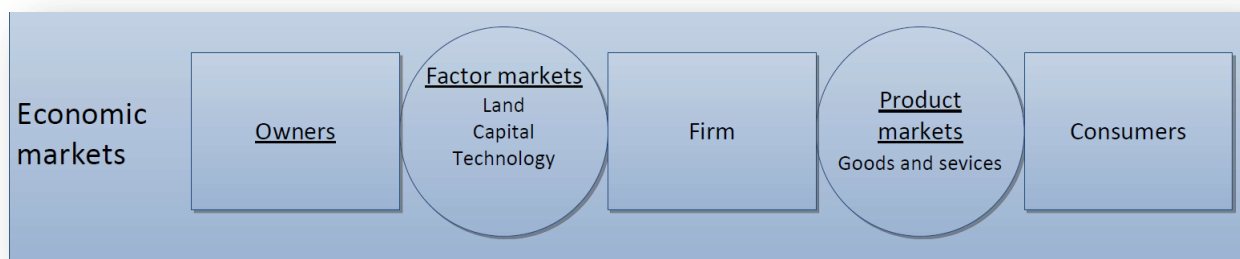 Economic
markets
Owners
Factor markets
Land
Capital
Technology
Firm
Product
markets
Goods and sevices
Consumers